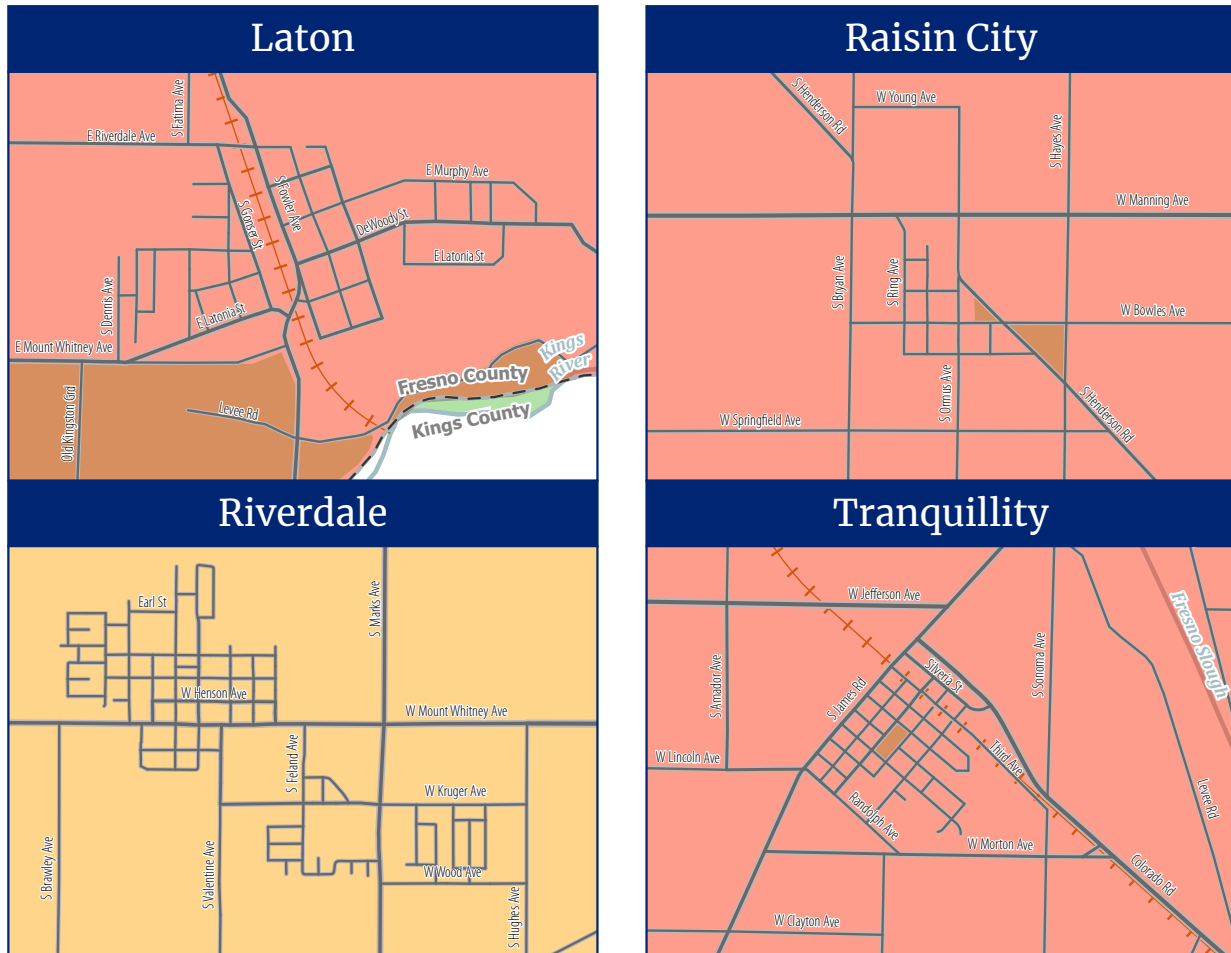 Laton
S Fatima Ave
E Riverdale Ave
S Fowler Ave
S Gonser St
E Murphy Ave
DeWoody St
E Latonia St
S Dennis Ave
E Latonia St
E Mount Whitney Ave
Old Kingston Grd
Levee Rd
Fresno County
Kings County
Kings
River
Raisin City
S Henderson Rd
W Young Ave
S Hayes Ave
W Manning Ave
S Bryan Ave
S Ring Ave
W Bowles Ave
S Ormus Ave
W Springfield Ave
S Henderson Rd
Riverdale
Earl St
S Marks Ave
W Henson Ave
W Mount Whitney Ave
S Feland Ave
W Kruger Ave
S Brawley Ave
S Valentine Ave
W Wood Ave
S Hughes Ave
Tranquillity
W Jefferson Ave
Fresno Slough
S Amador Ave
S James Rd
Silveria St
S Sonoma Ave
W Lincoln Ave
Third Ave
Levee Rd
Randolph Ave
W Morton Ave
Colorado Rd
W Clayton Ave